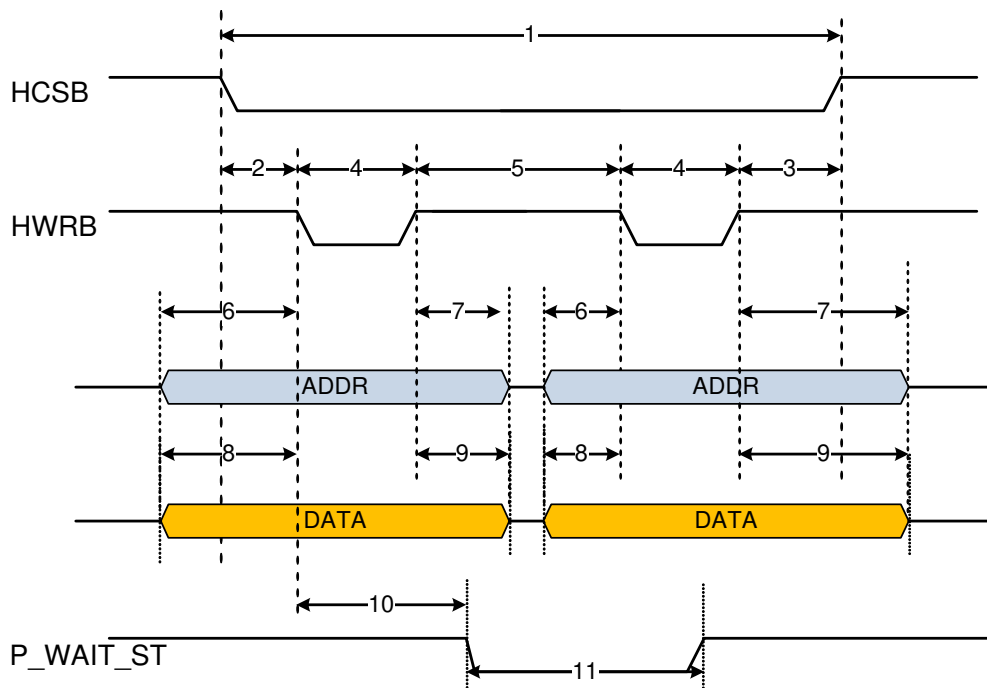 1
HCSB
2 4 5 4 3
HWRB
6 7 6 7
ADDR ADDR
8 9 8 9
DATA DATA
10
P_WAIT_ST
11